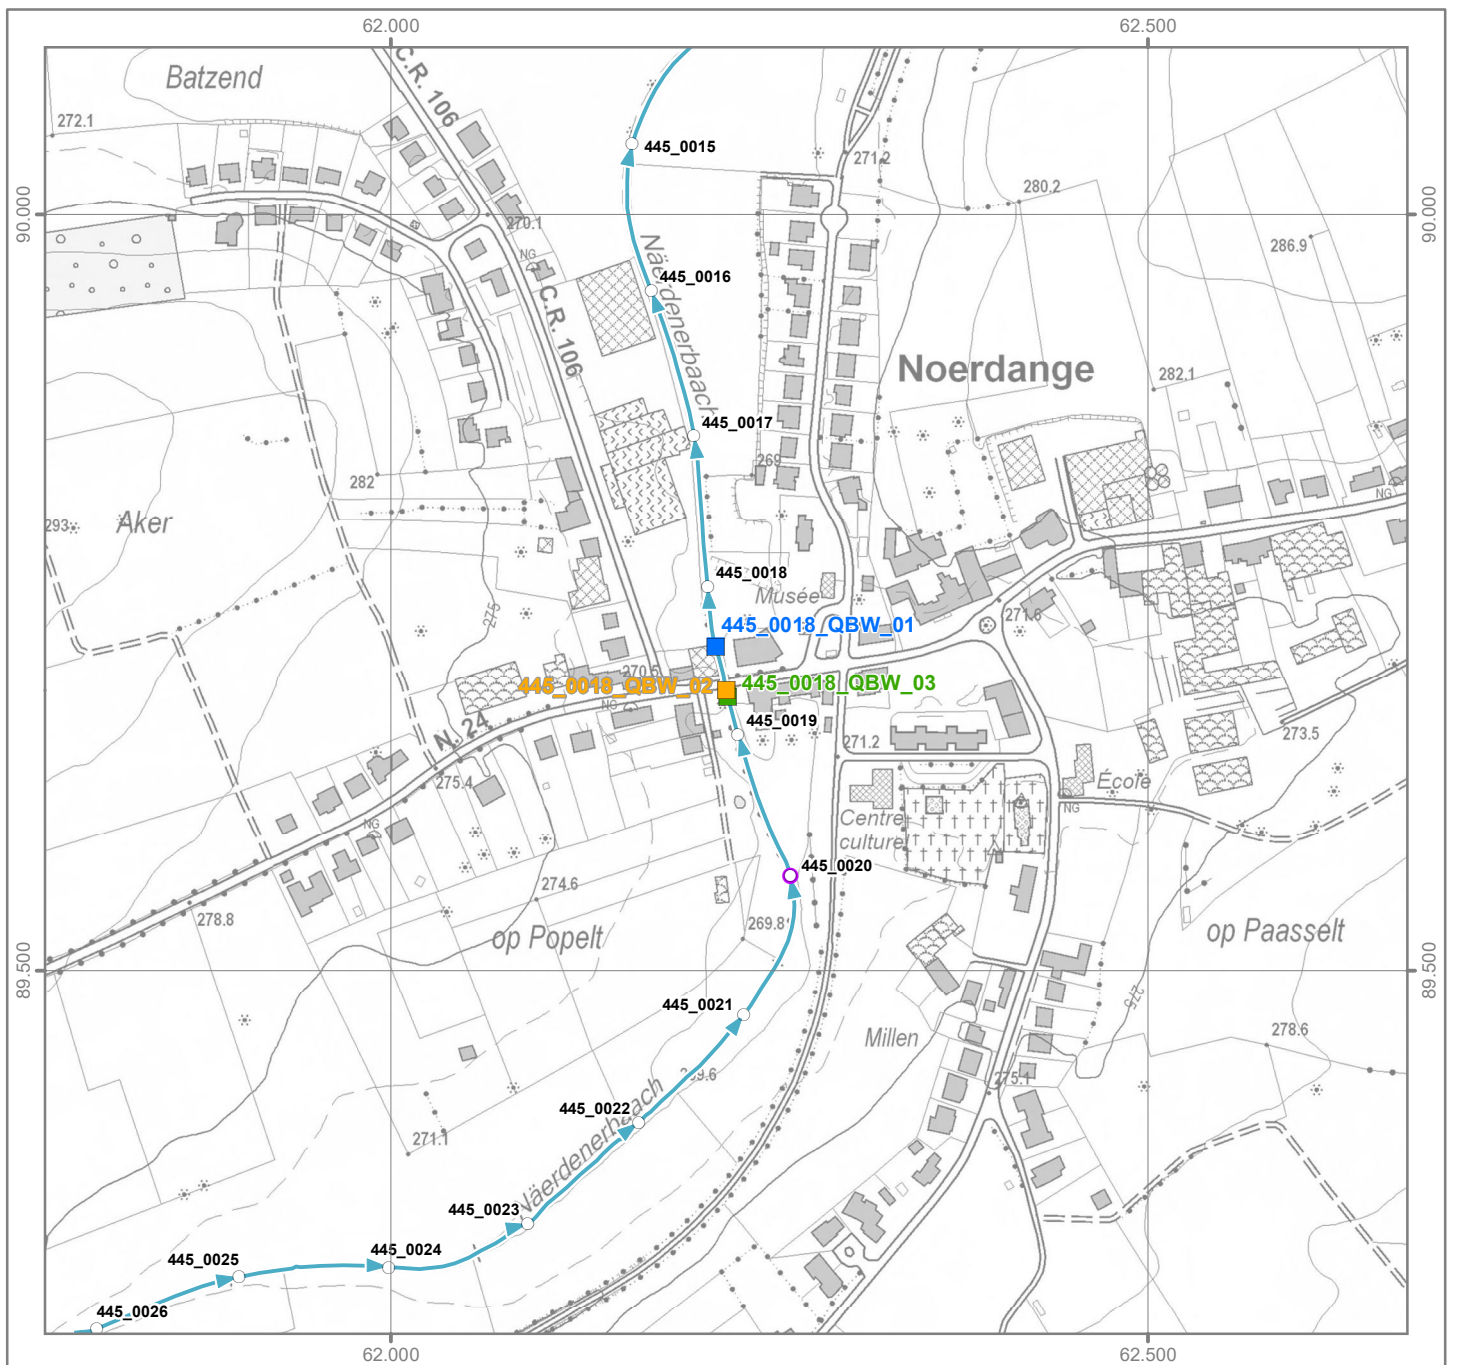 62.000
62.500
Batzend
C.R. 106
272.1
445_0015
271.2
280.2
90.000
90.000
270.1
286.9
NG
Näerdenerbaach
445_0016
C.R. 106
Noerdange
282.1
445_0017
269
282
NG
293
Aker
445_0018
Musée
275
271.6
445_0018_QBW_01
270.5
445_0018_QBW_02
445_0018_QBW_03
NG
445_0019
N. 24
271.2
273.5
275.4
École
NG
NG
Centre
culturel
445_0020
274.6
278.8
269.8
op Popelt
op Paasselt
89.500
89.500
275
445_0021
Millen
278.6
275.1
445_0022
271.1
Näerdenerbaach
445_0023
445_0024
445_0025
445_0026
62.000
62.500